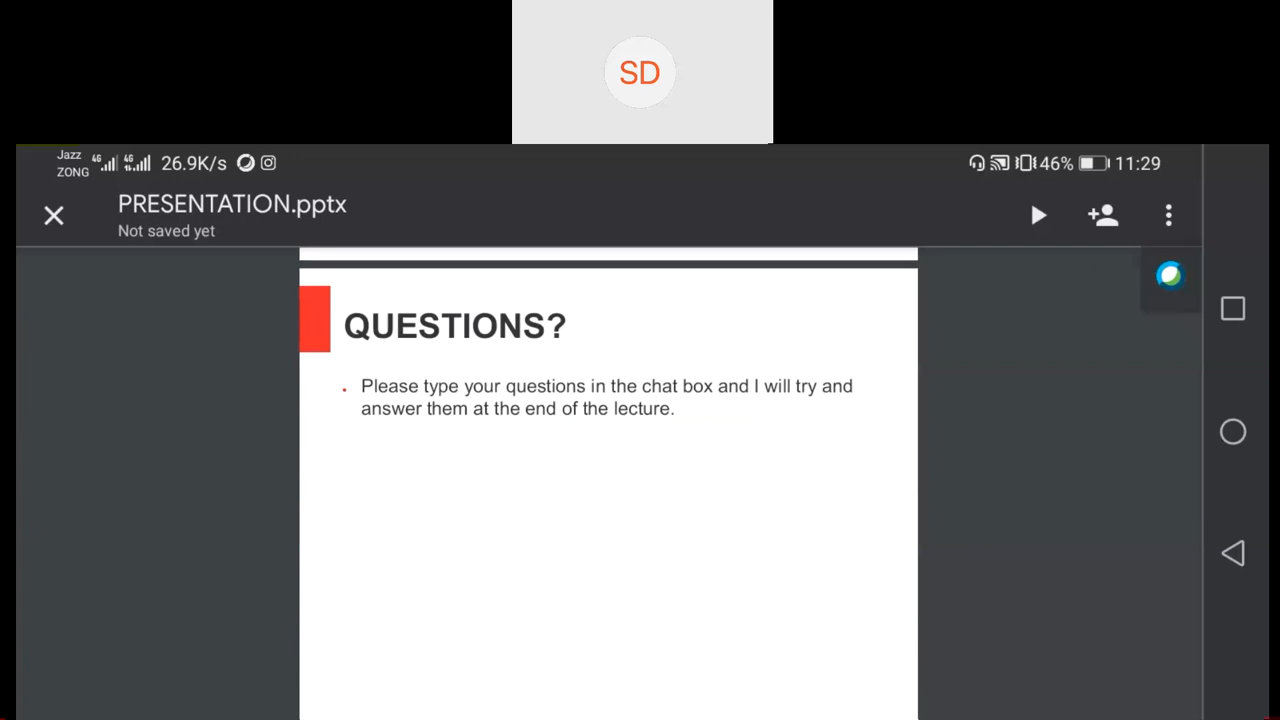 SD
Jazz
ZONG
4G 4G 26.9K/s
46% 11:29
PRESENTATION.pptx
Not saved yet
QUESTIONS?
Please type your questions in the chat box and I will try and
answer them at the end of the lecture.